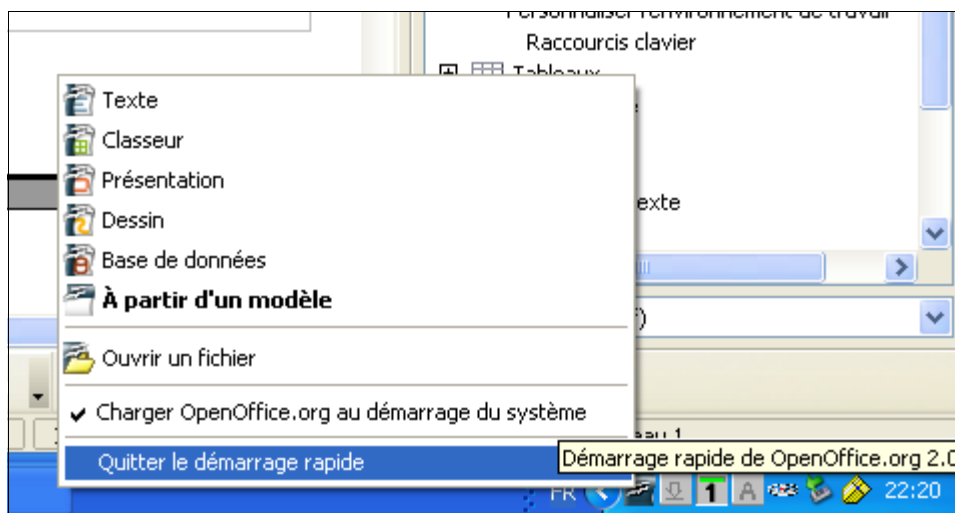 Personnaliser l'environnement de travail
Raccourcis clavier
Tableaux
Texte
Classeur
Présentation
Dessin
exte
Base de données
À partir d'un modèle
Ouvrir un fichier
Charger OpenOffice.org au démarrage du système
Quitter le démarrage rapide
Démarrage rapide de OpenOffice.org 2.0
FR
1
A
22:20